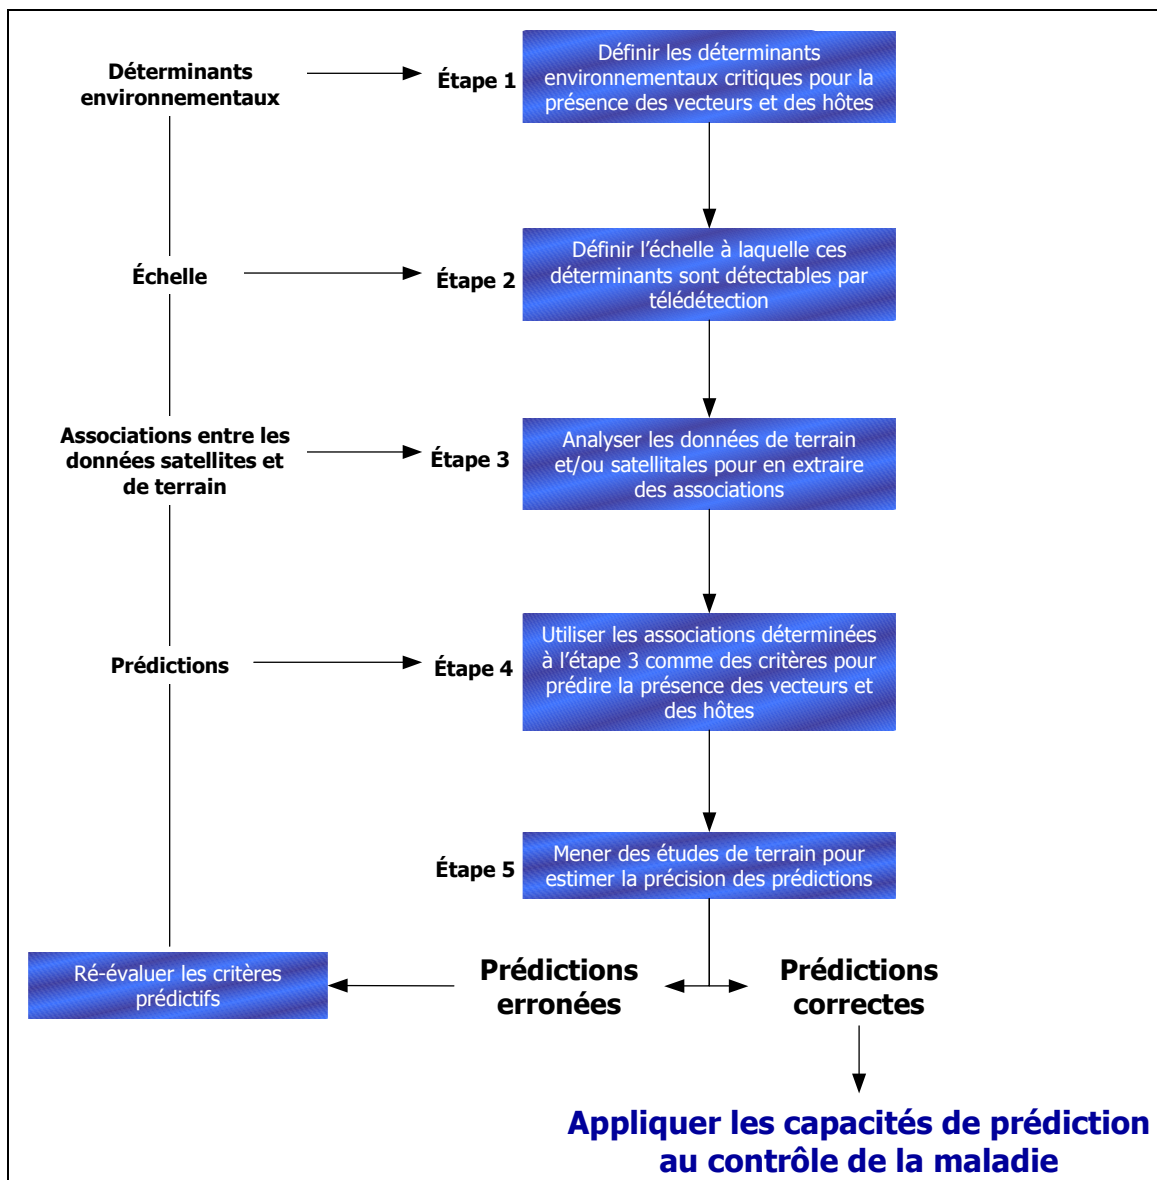 Déterminants
environnementaux
Étape 1
Définir les déterminants
environnementaux critiques pour la
présence des vecteurs et des hôtes
Échelle
Étape 2
Définir l’échelle à laquelle ces
déterminants sont détectables par
télédétection
Associations entre les
données satellites et
de terrain
Étape 3
Analyser les données de terrain
et/ou satellitales pour en extraire
des associations
Prédictions
Étape 4
Utiliser les associations déterminées
à l’étape 3 comme des critères pour
prédire la présence des vecteurs et
des hôtes
Étape 5
Mener des études de terrain pour
estimer la précision des prédictions
Ré-évaluer les critères
prédictifs
Prédictions
erronées
Prédictions
correctes
Appliquer les capacités de prédiction
au contrôle de la maladie